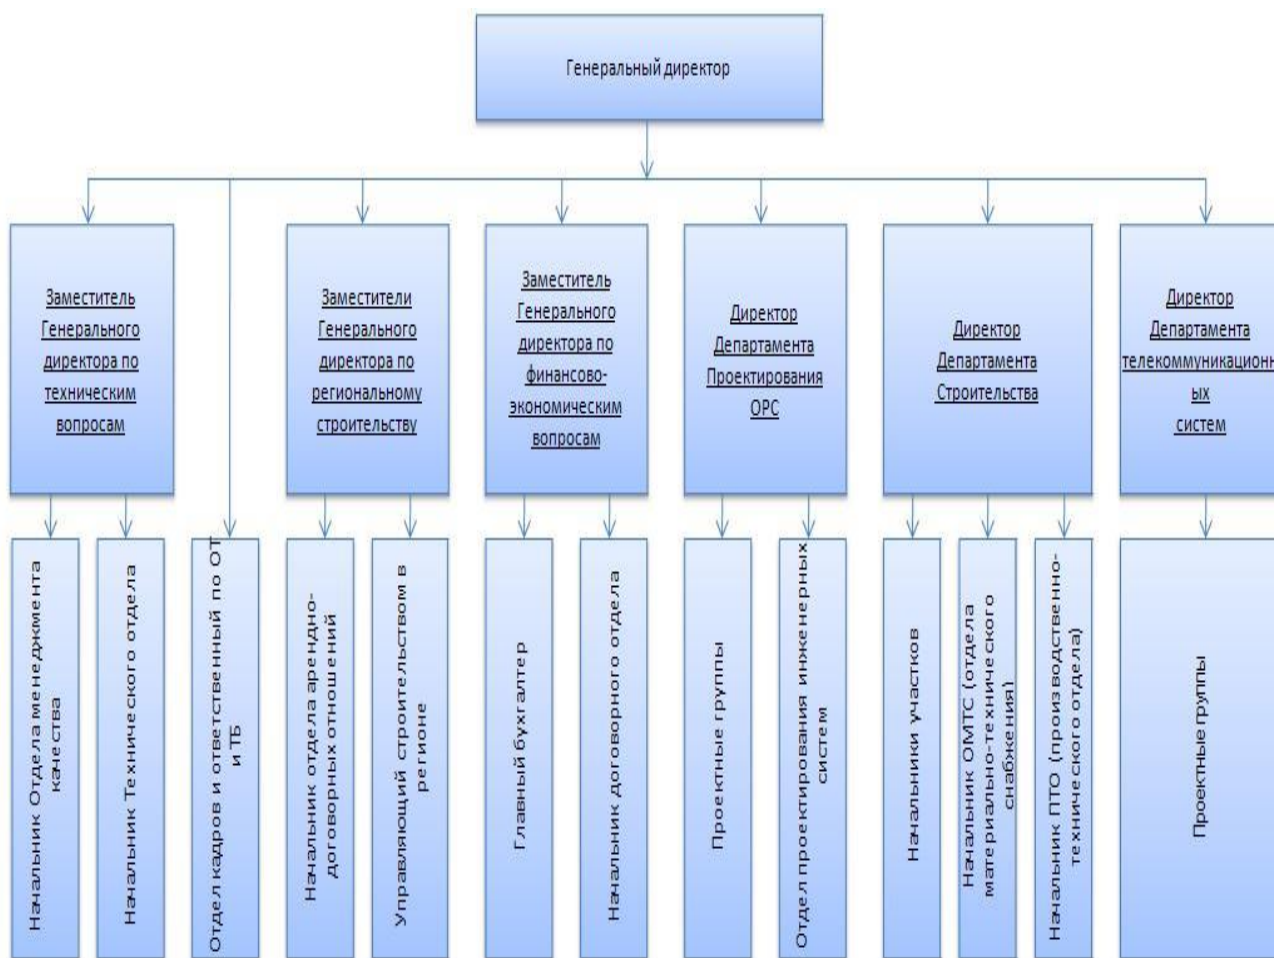 Генеральный директор
Заместитель
Генерального
директора по
техническим
вопросам
Заместители
Генерального
директора по
региональному
строительству
Заместитель
Генерального
директора по
финансово-
экономическим
вопросам
Директор
Департамента
Проектирования
ОРС
Директор
Департамента
Строительства
Директор
Департамента
телекоммуникационн
ых
систем
Начальник Отдела менеджмента
качества
Начальник Технического отдела
Отдел кадров и ответственный по ОТ
и ТБ
Начальник отдела арендно-
договорных отношений
Управляющий строительством в
регионе
Главный бухгалтер
Начальник договорного отдела
Проектные группы
Отдел проектирования инженерных
систем
Начальники участков
Начальник ОМТС (отдела
материально-технического
снабжения)
Начальник ПТО (производственно-
технического отдела)
Проектные группы